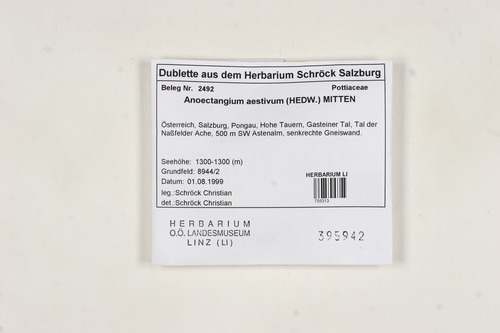 Dublette aus dem Herbarium Schröck Salzburg
Beleg Nr. 2492 Pottiaceae
Anoectangium aestivum (HEDW.) MITTEN
Österreich, Salzburg, Pongau, Hohe Tauern, Gasteiner Tal, Tal der
Naßfelder Ache, 500 m SW Astenalm, senkrechte Gneiswand.
Seehöhe: 1300-1300 (m)
Grundfeld: 8944/2
Datum: 01.08.1999
leg.:Schröck Christian
det.:Schröck Christian
HERBARIUM LI
HERBARIUM
O.Ö. LANDESMUSEUM
LINZ (LI)
395942